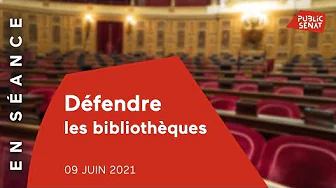 EN SÉANCE
PUBLIC
SÉNAT
Défendre
les bibliothèques
09 JUIN 2021